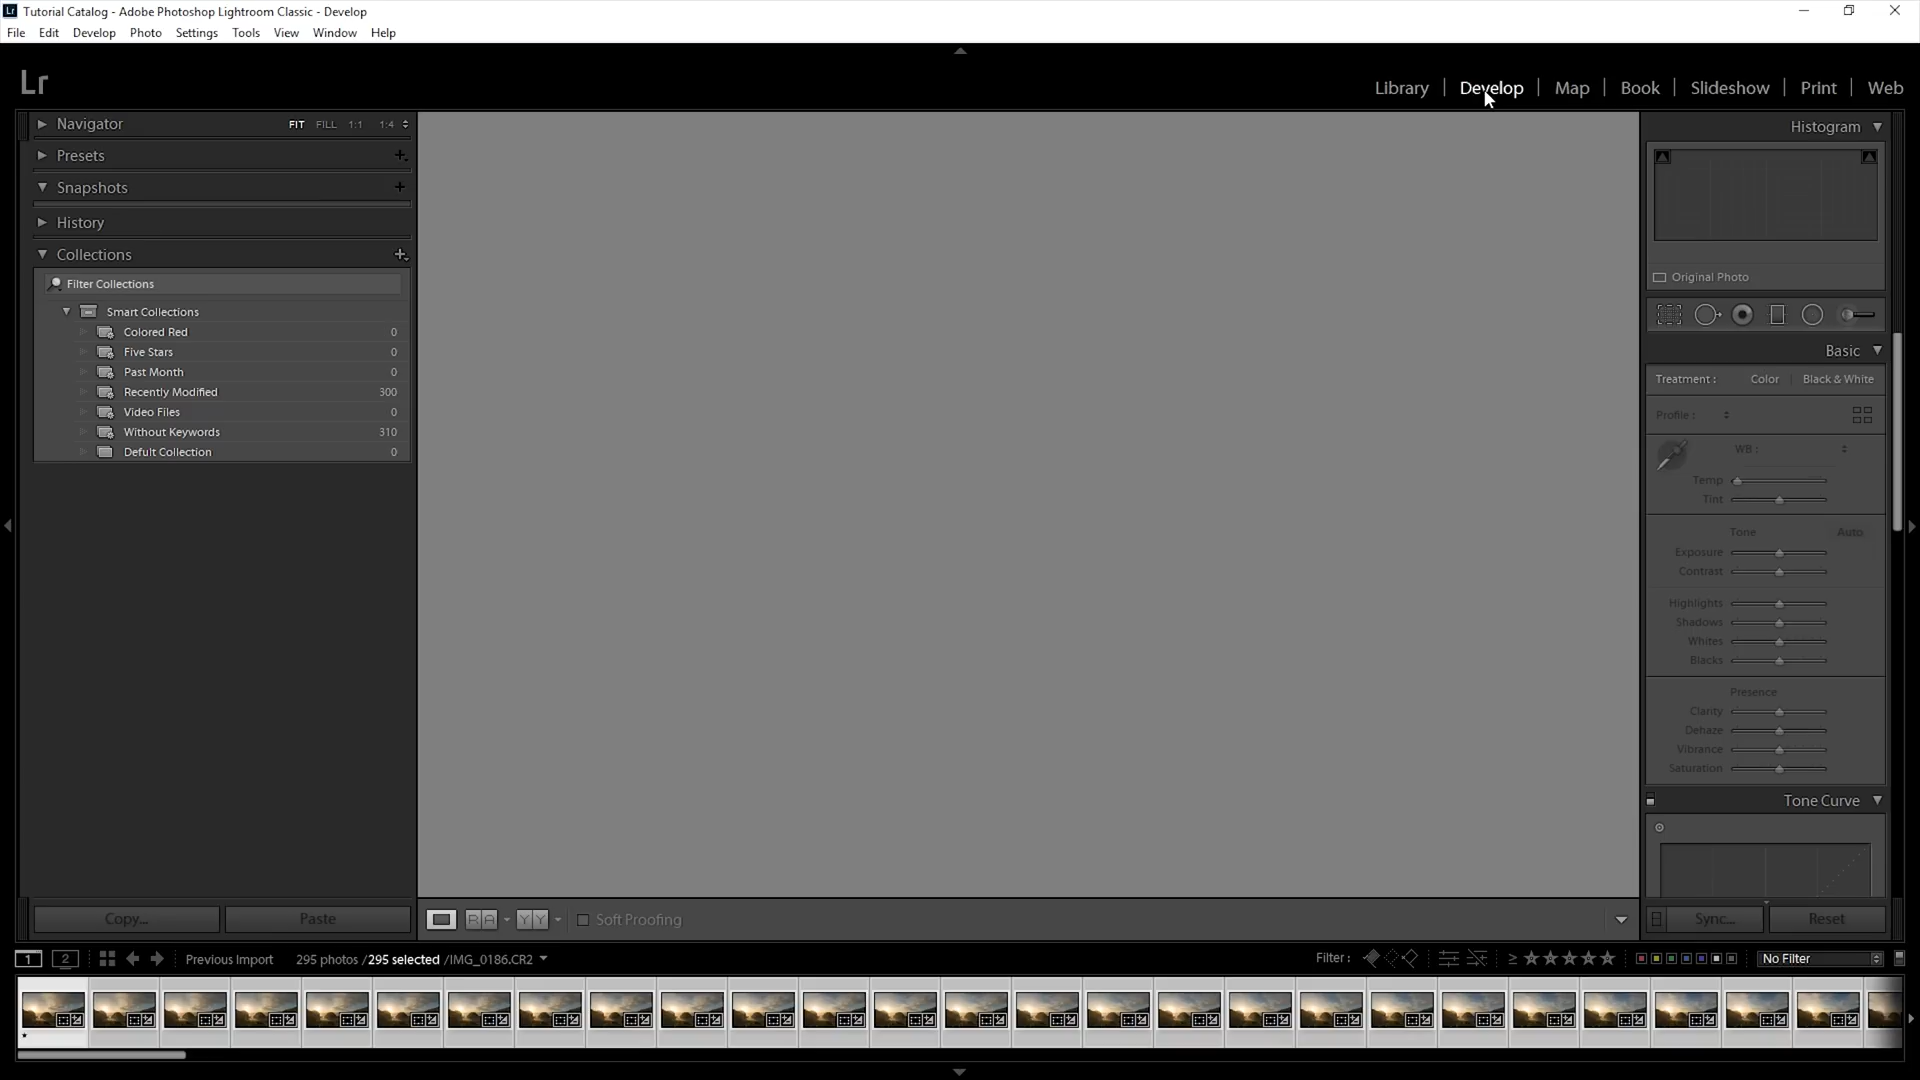 Lr Tutorial Catalog - Adobe Photoshop Lightroom Classic - Develop
File Edit Develop Photo Settings Tools View Window Help
Lr
Library | Develop | Map | Book | Slideshow | Print | Web
Navigator FIT FILL 1:1 1:4
Presets
Snapshots
History
Collections
Filter Collections
Smart Collections
Colored Red 0
Five Stars 0
Past Month 0
Recently Modified 300
Video Files 0
Without Keywords 310
Defult Collection 0
Copy... Paste
R A Y Y Soft Proofing
Histogram
Original Photo
Basic
Treatment : Color Black & White
Profile :
WB :
Temp
Tint
Tone Auto
Exposure
Contrast
Highlights
Shadows
Whites
Blacks
Presence
Clarity
Dehaze
Vibrance
Saturation
Tone Curve
Sync... Reset
1 2 Previous Import 295 photos / 295 selected / IMG_0186.CR2 Filter : ≥ ★★★★★ No Filter